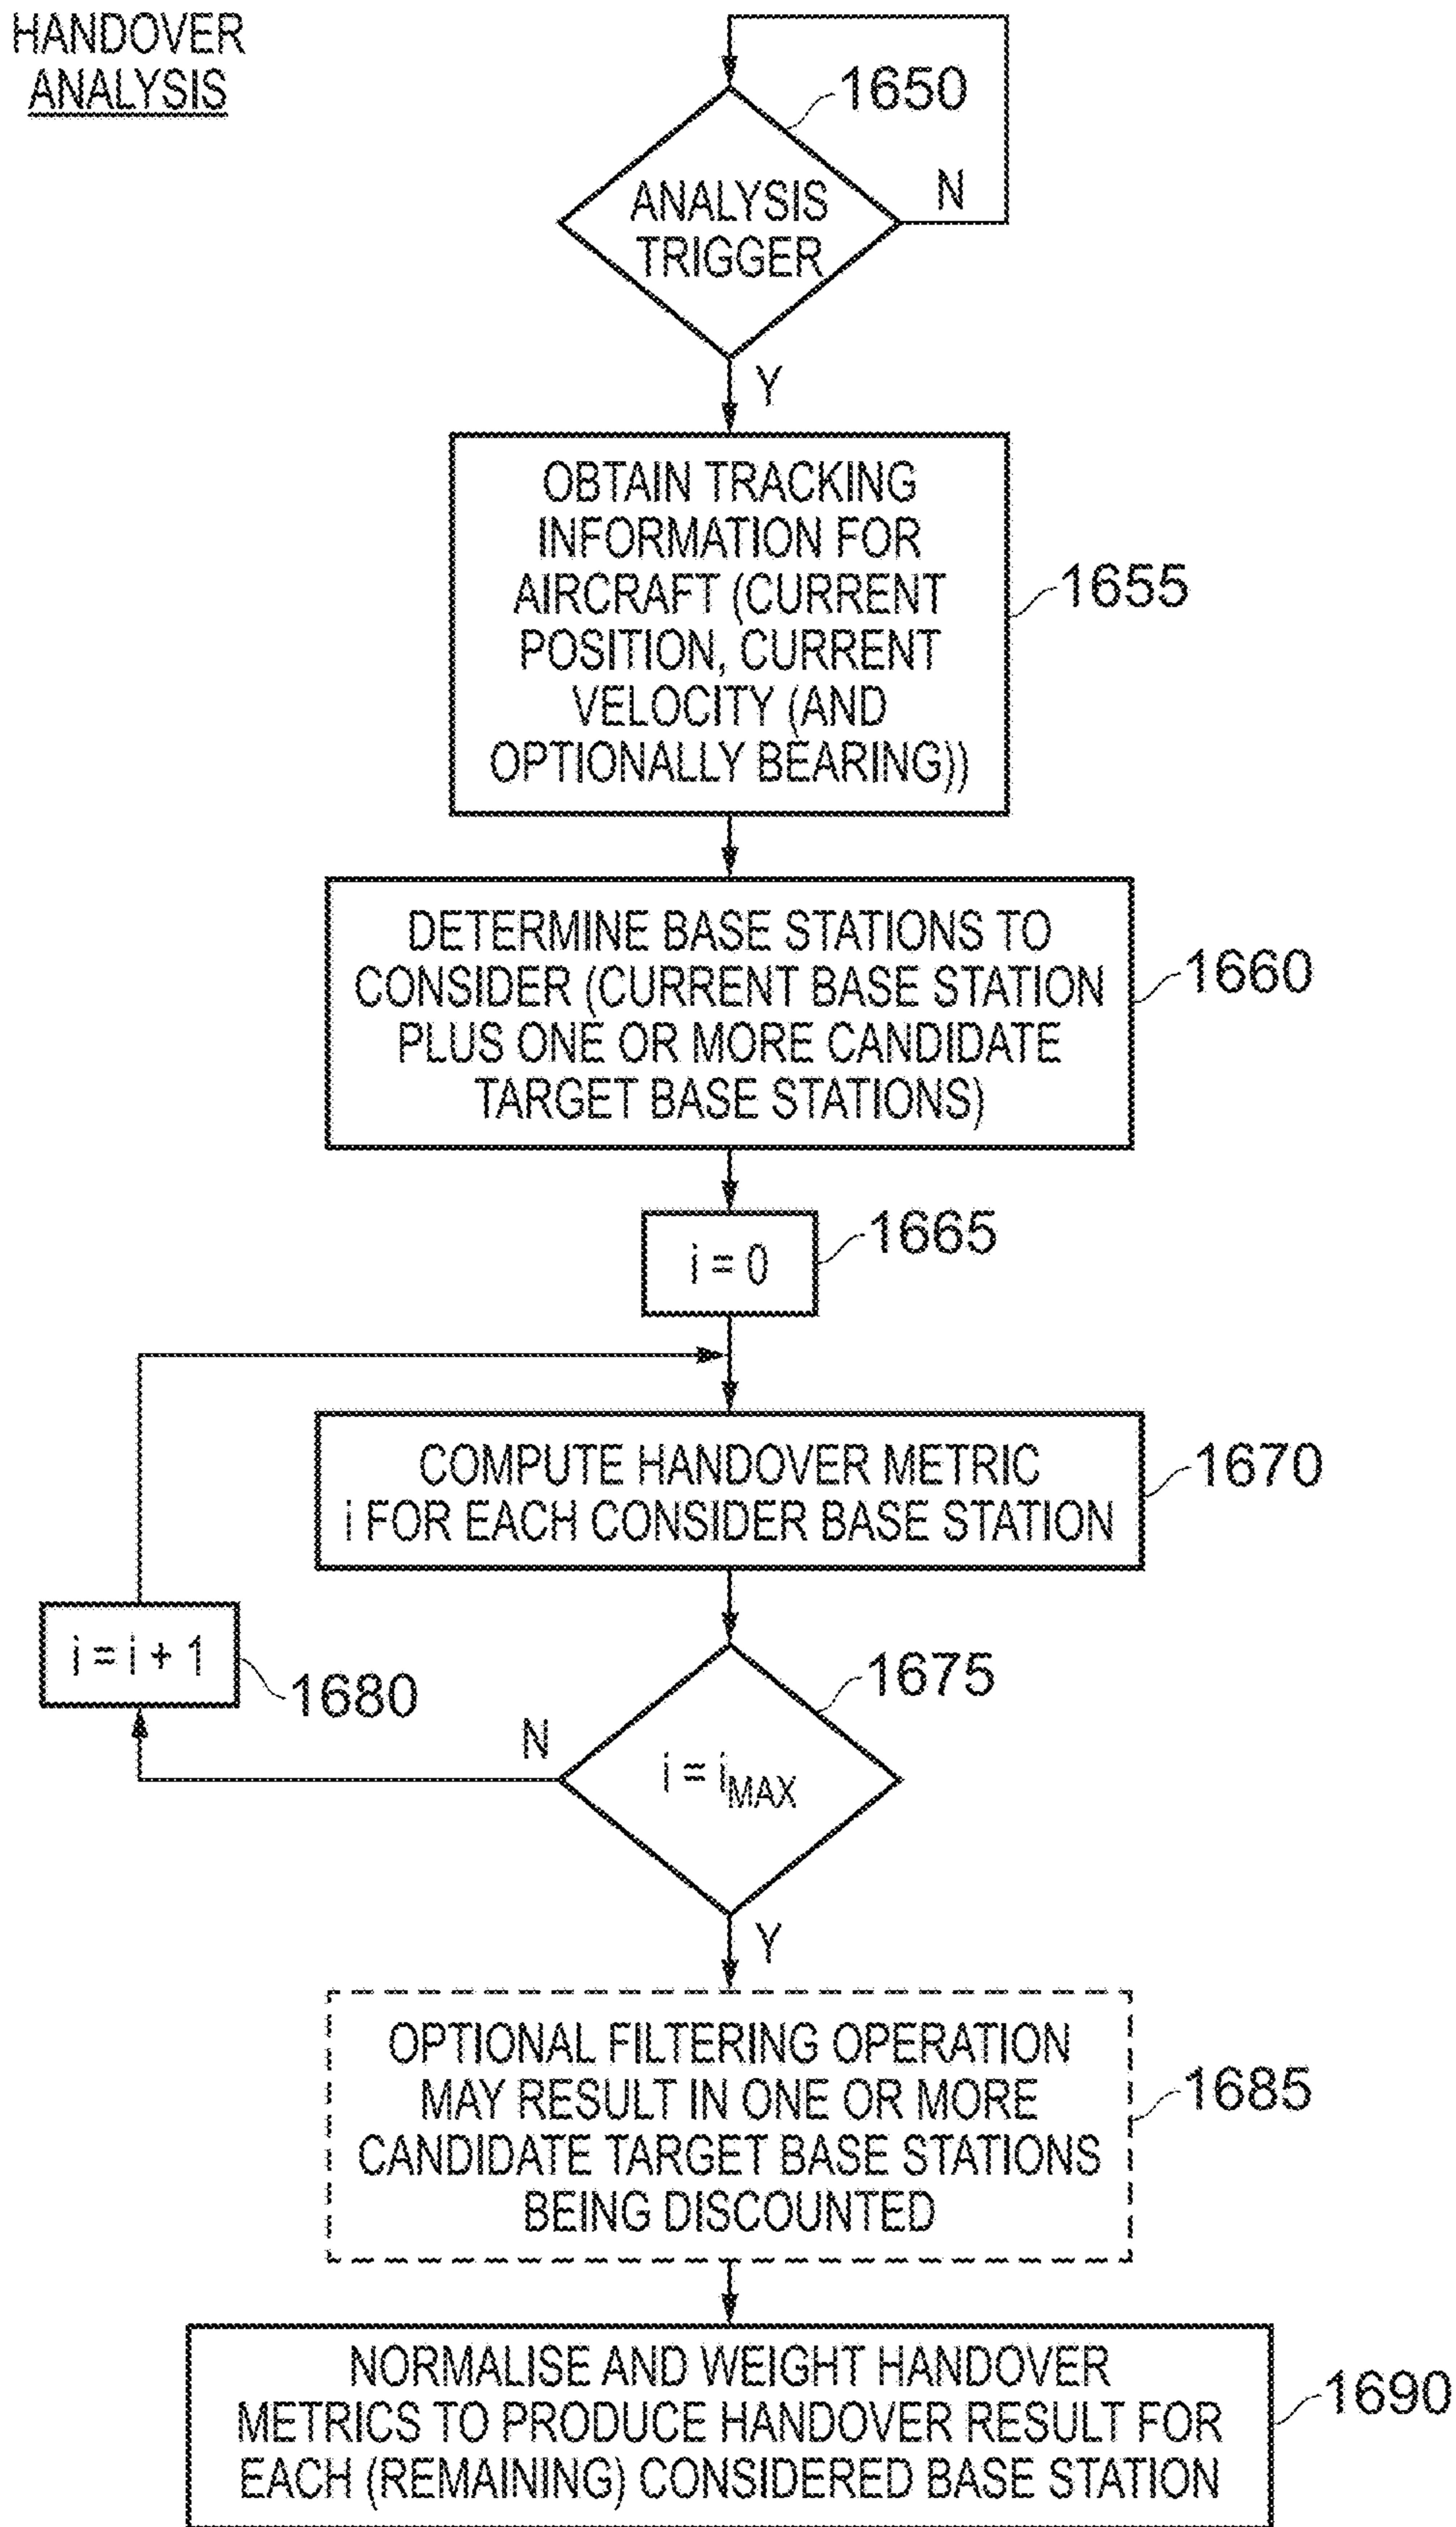 HANDOVER
ANALYSIS
1650
ANALYSIS
TRIGGER
N
Y
OBTAIN TRACKING
INFORMATION FOR
AIRCRAFT (CURRENT
POSITION, CURRENT
VELOCITY (AND
OPTIONALLY BEARING))
1655
DETERMINE BASE STATIONS TO
CONSIDER (CURRENT BASE STATION
PLUS ONE OR MORE CANDIDATE
TARGET BASE STATIONS)
1660
i = 0
1665
COMPUTE HANDOVER METRIC
i FOR EACH CONSIDER BASE STATION
1670
i = i + 1
1680
N
i = iMAX
1675
Y
OPTIONAL FILTERING OPERATION
MAY RESULT IN ONE OR MORE
CANDIDATE TARGET BASE STATIONS
BEING DISCOUNTED
1685
NORMALISE AND WEIGHT HANDOVER
METRICS TO PRODUCE HANDOVER RESULT FOR
EACH (REMAINING) CONSIDERED BASE STATION
1690